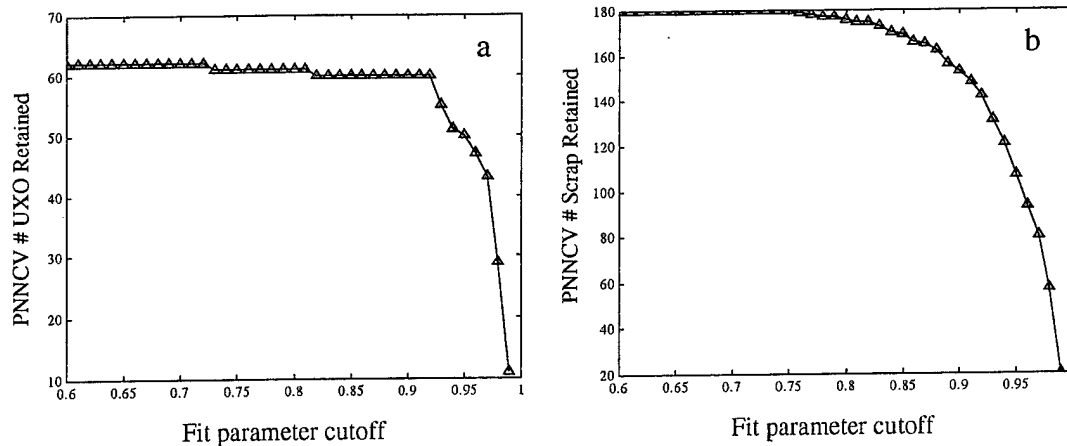 a
70
60
50
40
30
20
10
PNNCV # UXO Retained
0.6 0.65 0.7 0.75 0.8 0.85 0.9 0.95 1
Fit parameter cutoff
b
180
160
140
120
100
80
60
40
20
PNNCV # Scrap Retained
0.6 0.7 0.75 0.8 0.85 0.9 0.95
Fit parameter cutoff